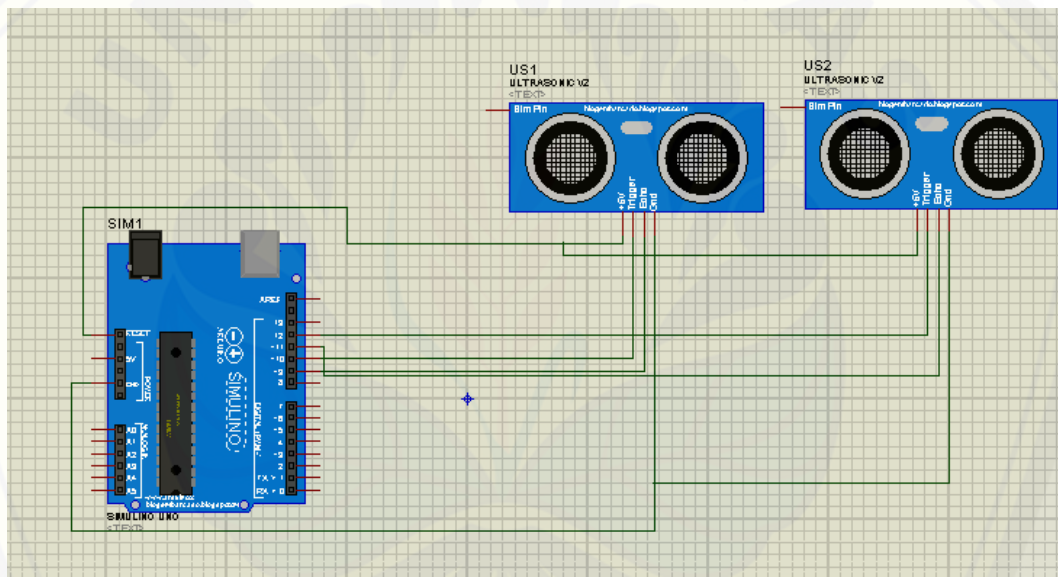 US1
ULTRASONIC V2
<TEXT>
Sim Pin
+5V
Trigger
Echo
Gnd
US2
ULTRASONIC V2
<TEXT>
Sim Pin
+5V
Trigger
Echo
Gnd
SIM1
AREF
RESET
5V
GND
POWER
ARDUINO
SIMULINO
13
12
~11
~10
~9
8
7
~6
~5
4
~3
2
TX > 1
RX < 0
A0
A1
A2
A3
A4
A5
SIMULINO UNO
<TEXT>